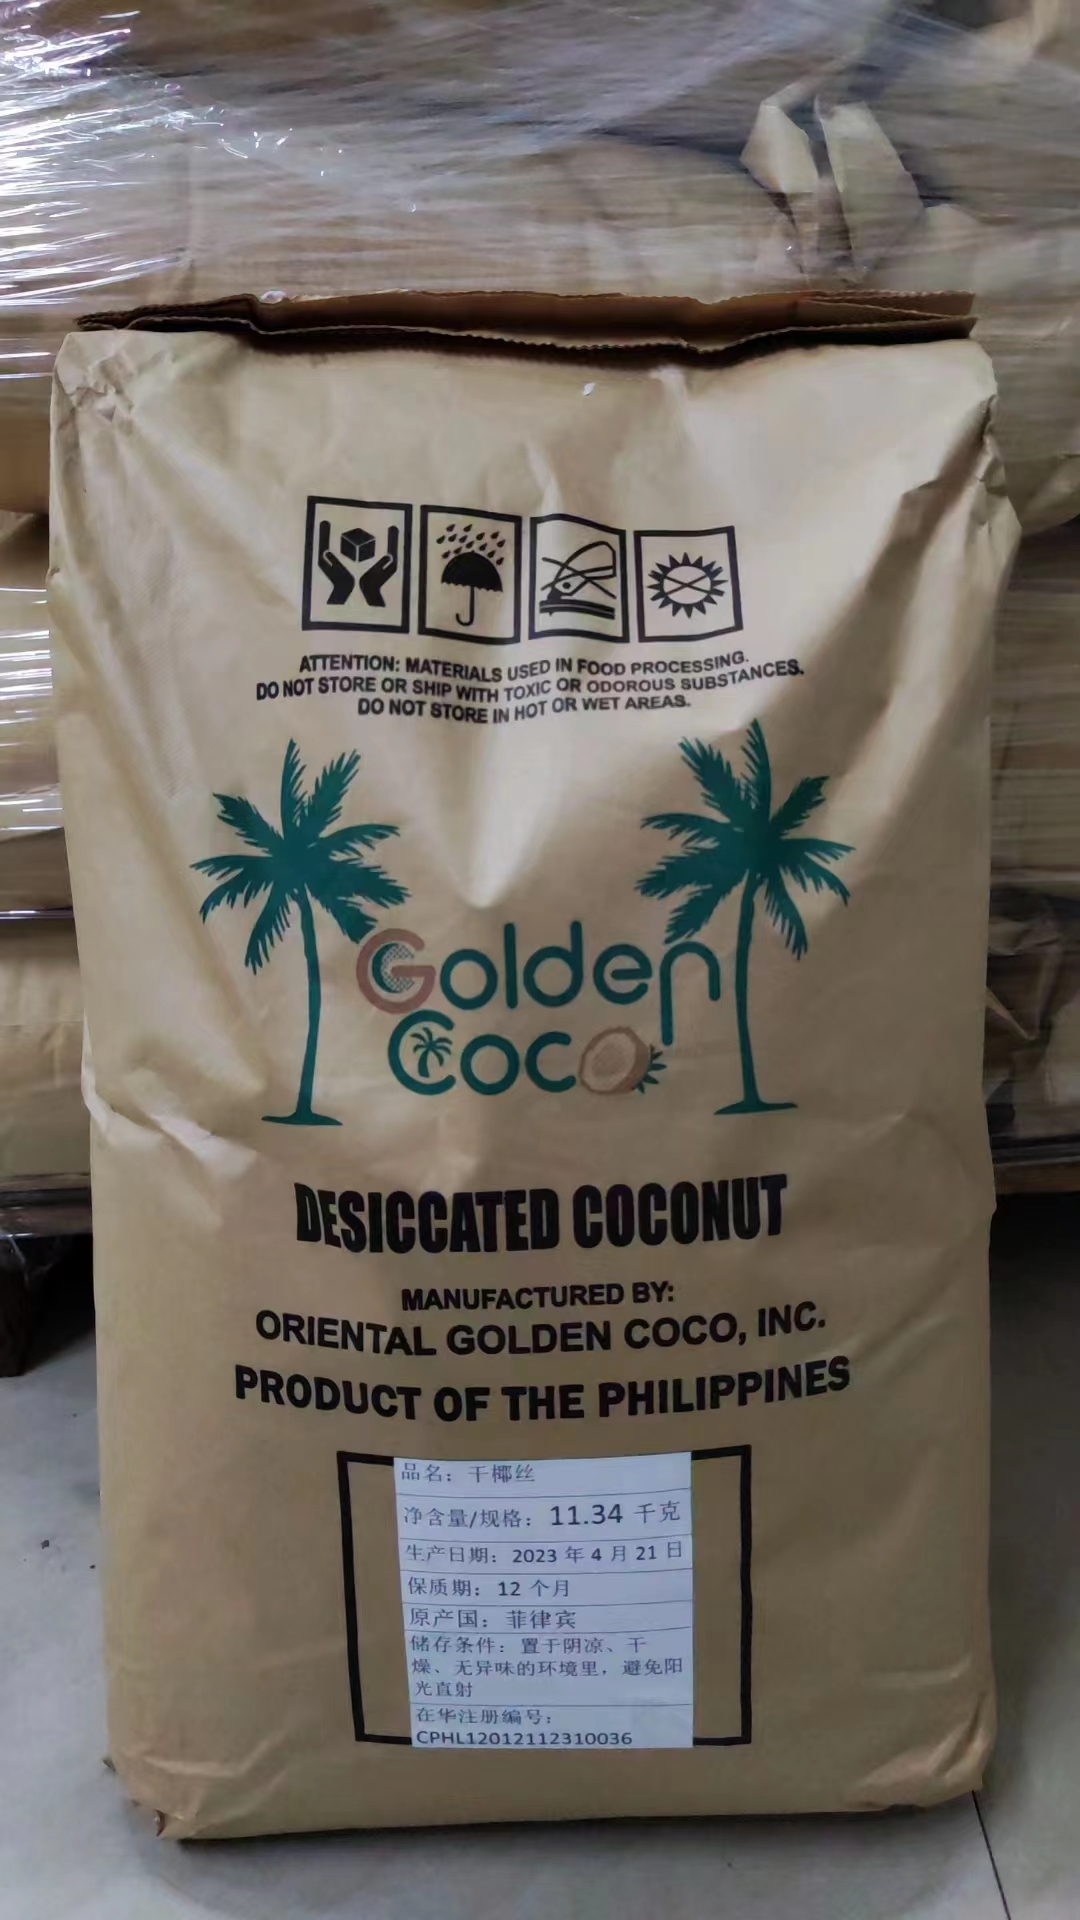 ATTENTION: MATERIALS USED IN FOOD PROCESSING.
DO NOT STORE OR SHIP WITH TOXIC OR ODOROUS SUBSTANCES.
DO NOT STORE IN HOT OR WET AREAS.
Golden
Coco
DESICCATED COCONUT
MANUFACTURED BY:
ORIENTAL GOLDEN COCO, INC.
PRODUCT OF THE PHILIPPINES
品名：干椰丝
净含量/规格：11.34 千克
生产日期：2023 年 4 月 21 日
保质期：12 个月
原产国：菲律宾
储存条件：置于阴凉、干
燥、无异味的环境里，避免阳
光直射
在华注册编号：
CPHL12012112310036